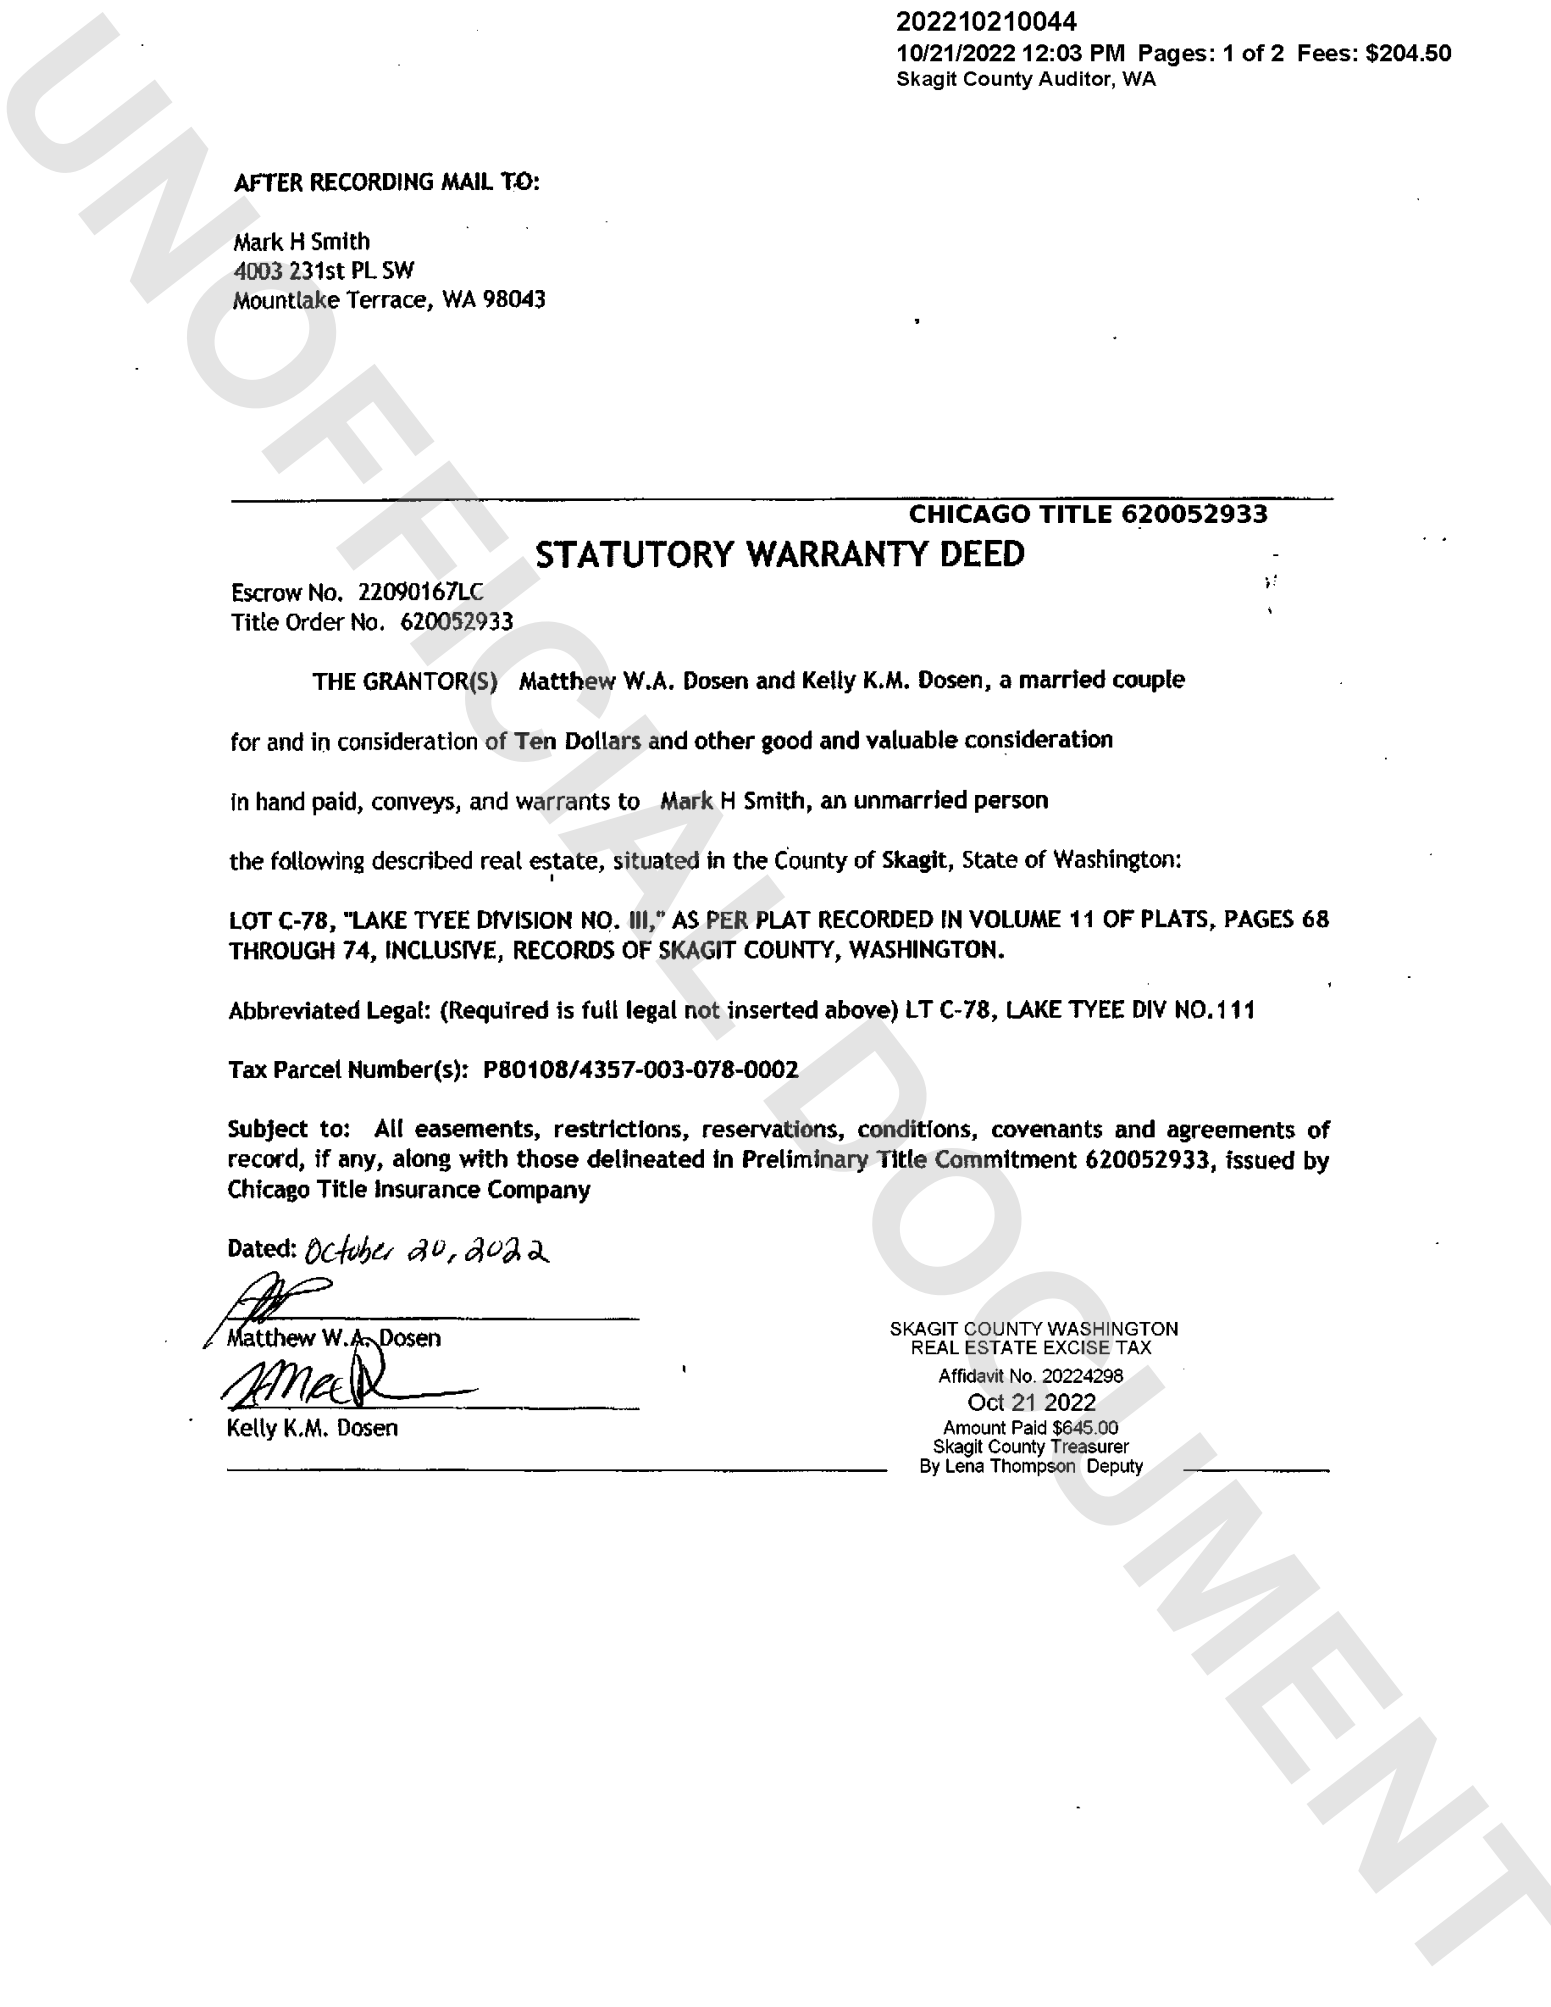 202210210044
10/21/2022 12:03 PM Pages: 1 of 2 Fees: $204.50
Skagit County Auditor, WA
AFTER RECORDING MAIL TO:
Mark H Smith
4003 231st PL SW
Mountlake Terrace, WA 98043
CHICAGO TITLE 620052933
STATUTORY WARRANTY DEED
Escrow No. 22090167LC
Title Order No. 620052933
THE GRANTOR(S) Matthew W.A. Dosen and Kelly K.M. Dosen, a married couple
for and in consideration of Ten Dollars and other good and valuable consideration
in hand paid, conveys, and warrants to Mark H Smith, an unmarried person
the following described real estate, situated in the County of Skagit, State of Washington:
LOT C-78, "LAKE TYEE DIVISION NO. III," AS PER PLAT RECORDED IN VOLUME 11 OF PLATS, PAGES 68
THROUGH 74, INCLUSIVE, RECORDS OF SKAGIT COUNTY, WASHINGTON.
Abbreviated Legal: (Required is full legal not inserted above) LT C-78, LAKE TYEE DIV NO.111
Tax Parcel Number(s): P80108/4357-003-078-0002
Subject to: All easements, restrictions, reservations, conditions, covenants and agreements of
record, if any, along with those delineated in Preliminary Title Commitment 620052933, issued by
Chicago Title Insurance Company
Dated: October 20, 2022
Matthew W.A. Dosen
Kelly K.M. Dosen
SKAGIT COUNTY WASHINGTON
REAL ESTATE EXCISE TAX
Affidavit No. 20224298
Oct 21 2022
Amount Paid $645.00
Skagit County Treasurer
By Lena Thompson Deputy
UNOFFICIAL DOCUMENT